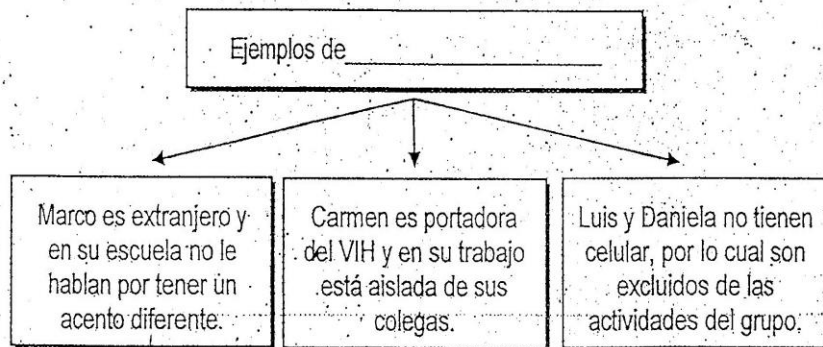 Ejemplos de
Marco es extranjero y
en su escuela no le
hablan por tener un
acento diferente.
Carmen es portadora
del VIH y en su trabajo
está aislada de sus
colegas.
Luis y Daniela no tienen
celular, por lo cual son
excluidos de las
actividades del grupo.